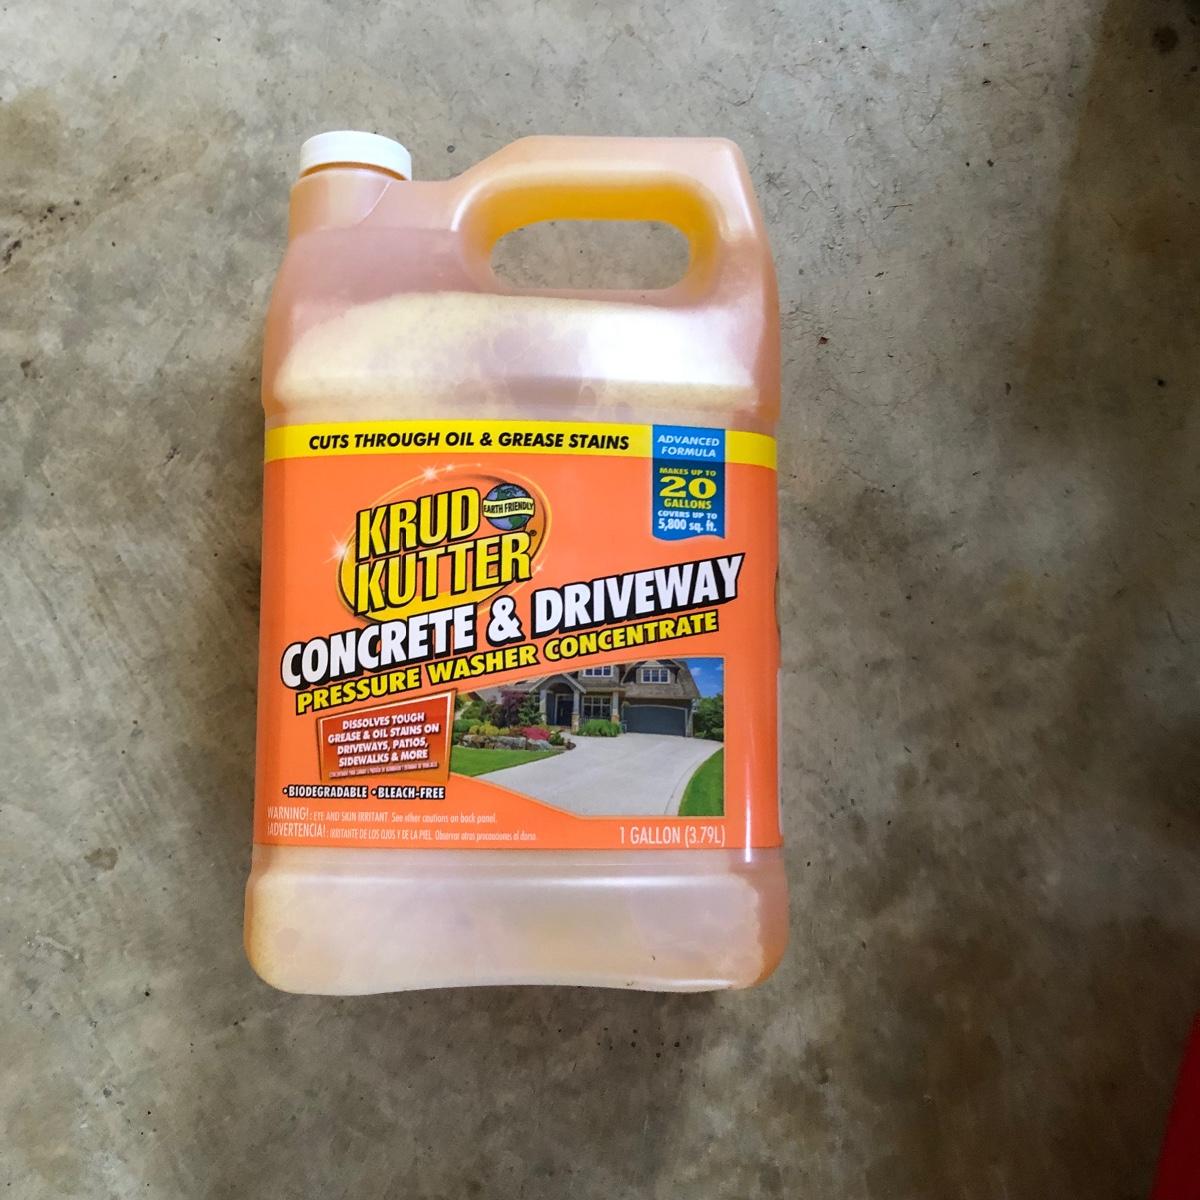 CUTS THROUGH OIL & GREASE STAINS
ADVANCED
FORMULA
MAKES UP TO
20
GALLONS
COVERS UP TO
5,800 sq. ft.
KRUD
KUTTER®
EARTH FRIENDLY
CONCRETE & DRIVEWAY
PRESSURE WASHER CONCENTRATE
DISSOLVES TOUGH
GREASE & OIL STAINS ON
DRIVEWAYS, PATIOS,
SIDEWALKS & MORE
•BIODEGRADABLE •BLEACH-FREE
WARNING!: EYE AND SKIN IRRITANT. See other cautions on back panel.
¡ADVERTENCIA!: IRRITANTE DE LOS OJOS Y DE LA PIEL. Observar otras precauciones al dorso.
1 GALLON (3.79L)